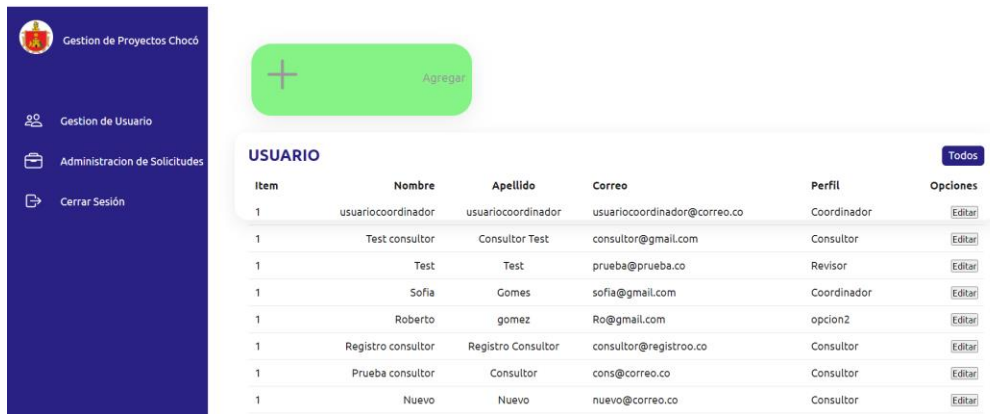 Gestion de Proyectos Chocó
Gestion de Usuario
Administracion de Solicitudes
Cerrar Sesión
Agregar
USUARIO
Todos
Item Nombre Apellido Correo Perfil Opciones
1 usuariocoordinador usuariocoordinador usuariocoordinador@correo.co Coordinador Editar
1 Test consultor Consultor Test consultor@gmail.com Consultor Editar
1 Test Test prueba@prueba.co Revisor Editar
1 Sofia Gomes sofia@gmail.com Coordinador Editar
1 Roberto gomez Ro@gmail.com opcion2 Editar
1 Registro consultor Registro Consultor consultor@registroo.co Consultor Editar
1 Prueba consultor Consultor cons@correo.co Consultor Editar
1 Nuevo Nuevo nuevo@correo.co Consultor Editar